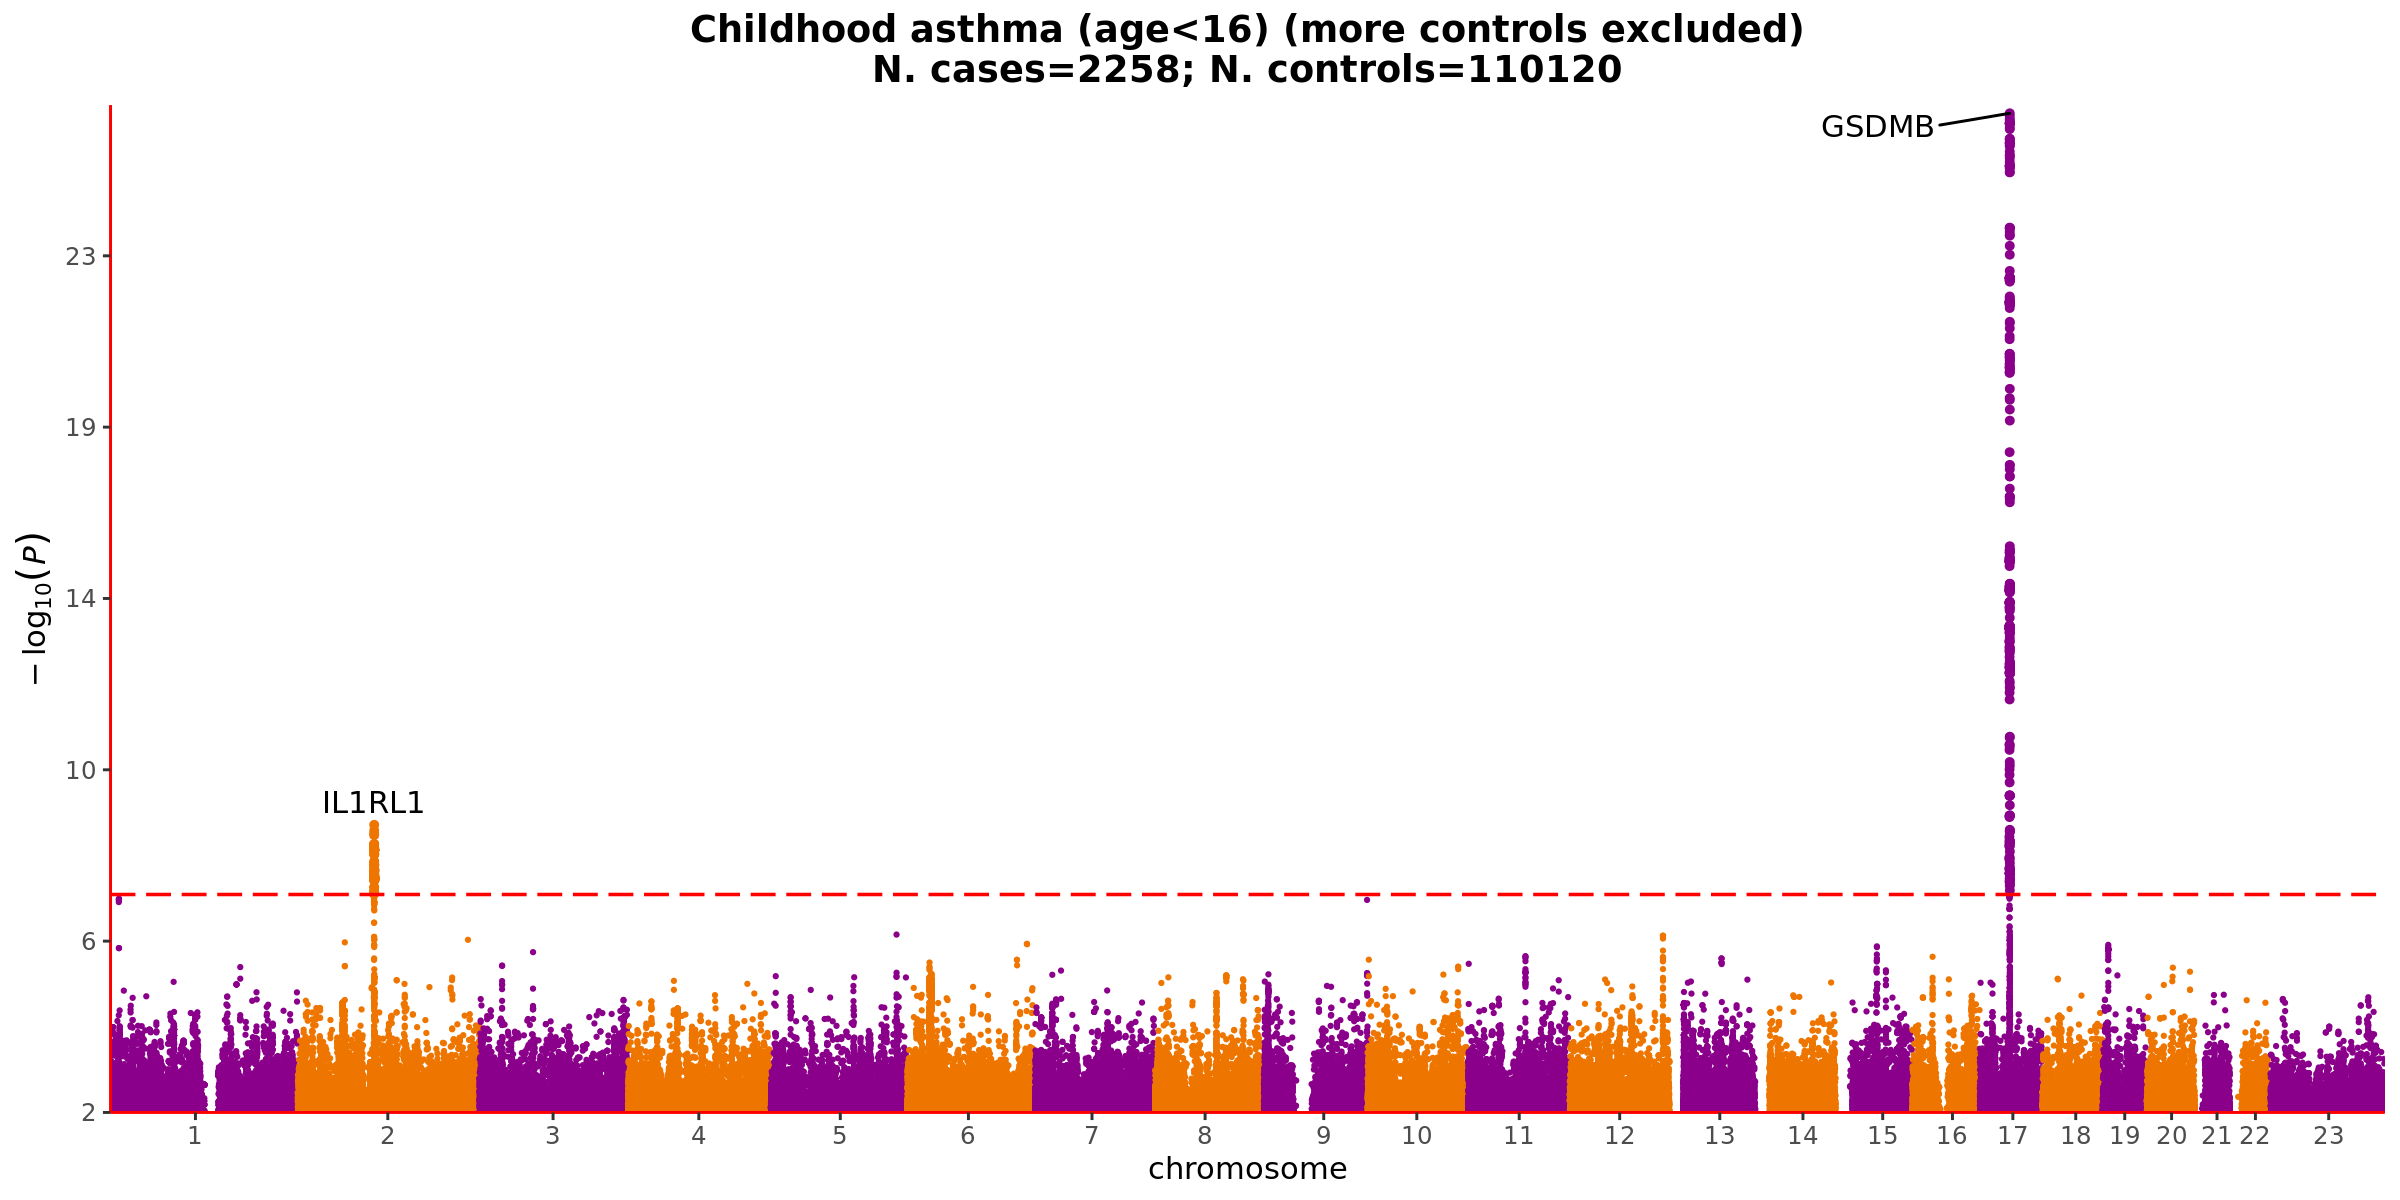 Childhood asthma (age<16) (more controls excluded)
N. cases=2258; N. controls=110120
GSDMB
23
19
14
10
6
2
−log10(P)
IL1RL1
1 2 3 4 5 6 7 8 9 10 11 12 13 14 15 16 17 18 19 20 21 22 23
chromosome